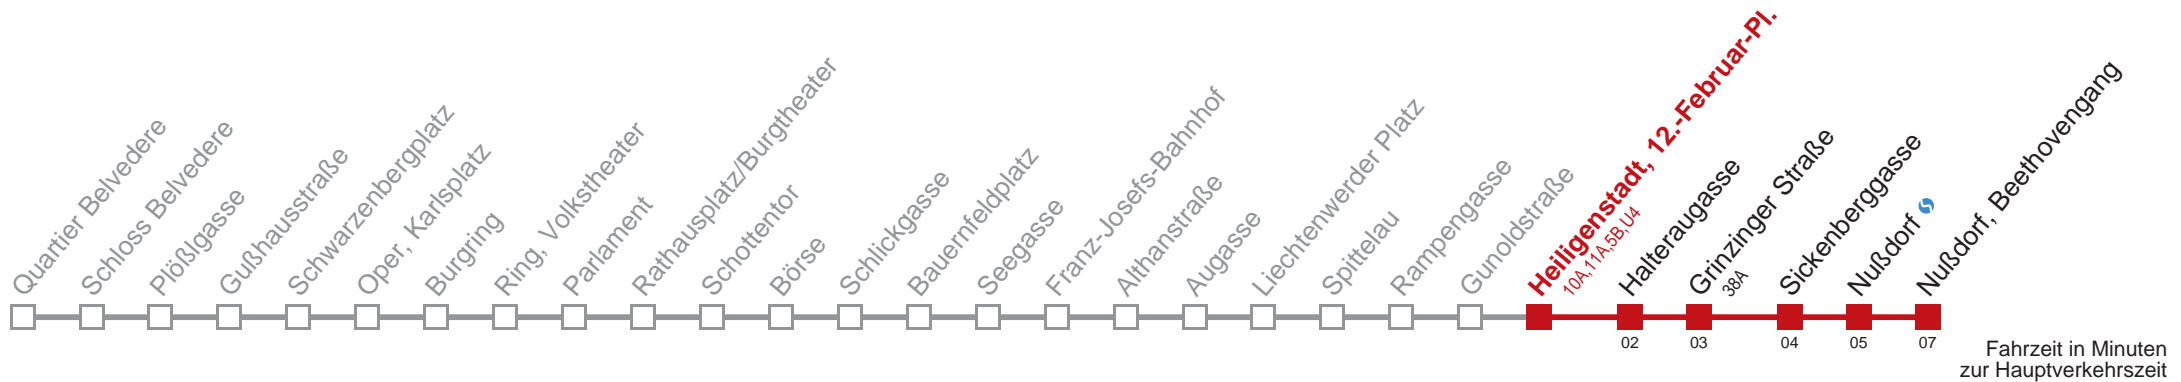 Quartier Belvedere
Schloss Belvedere
Plößlgasse
Gußhausstraße
Schwarzenbergplatz
Oper, Karlsplatz
Burgring
Ring, Volkstheater
Parlament
Rathausplatz/Burgtheater
Schottentor
Börse
Schlickgasse
Bauernfeldplatz
Seegasse
Franz-Josefs-Bahnhof
Althanstraße
Augasse
Liechtenwerder Platz
Spittelau
Rampengasse
Gunoldstraße
Heiligenstadt, 12.-Februar-Pl.
10A,11A,5B,U4
Halteraugasse
Grinzinger Straße
38A
Sickenberggasse
Nußdorf
Nußdorf, Beethovengang
02 03 04 05 07
Fahrzeit in Minuten
zur Hauptverkehrszeit